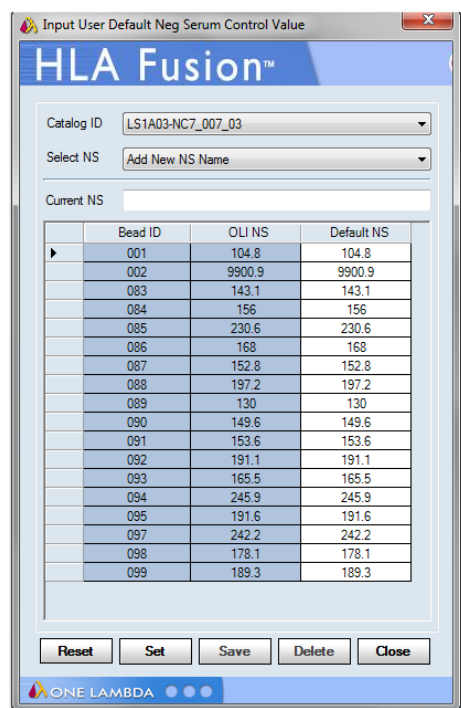 Input User Default Neg Serum Control Value
HLA Fusion™
Catalog ID LS1A03-NC7_007_03
Select NS Add New NS Name
Current NS
Bead ID OLI NS Default NS
001 104.8 104.8
002 9900.9 9900.9
083 143.1 143.1
084 156 156
085 230.6 230.6
086 168 168
087 152.8 152.8
088 197.2 197.2
089 130 130
090 149.6 149.6
091 153.6 153.6
092 191.1 191.1
093 165.5 165.5
094 245.9 245.9
095 191.6 191.6
097 242.2 242.2
098 178.1 178.1
099 189.3 189.3
Reset Set Save Delete Close
ONE LAMBDA